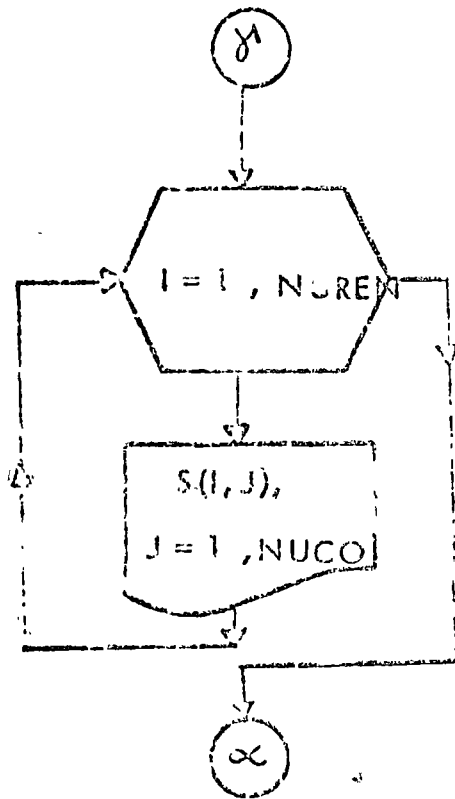 γ1
I = 1 , NUREN
S(I, J),
J = 1 , NUCO
α